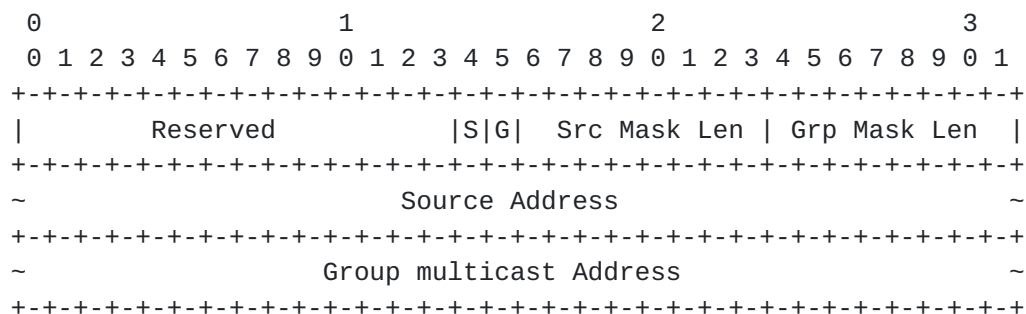 0                   1                   2                   3
 0 1 2 3 4 5 6 7 8 9 0 1 2 3 4 5 6 7 8 9 0 1 2 3 4 5 6 7 8 9 0 1
+-+-+-+-+-+-+-+-+-+-+-+-+-+-+-+-+-+-+-+-+-+-+-+-+-+-+-+-+-+-+-+-+
|        Reserved           |S|G|  Src Mask Len | Grp Mask Len  |
+-+-+-+-+-+-+-+-+-+-+-+-+-+-+-+-+-+-+-+-+-+-+-+-+-+-+-+-+-+-+-+-+
~                        Source Address                         ~
+-+-+-+-+-+-+-+-+-+-+-+-+-+-+-+-+-+-+-+-+-+-+-+-+-+-+-+-+-+-+-+-+
~                   Group multicast Address                     ~
+-+-+-+-+-+-+-+-+-+-+-+-+-+-+-+-+-+-+-+-+-+-+-+-+-+-+-+-+-+-+-+-+